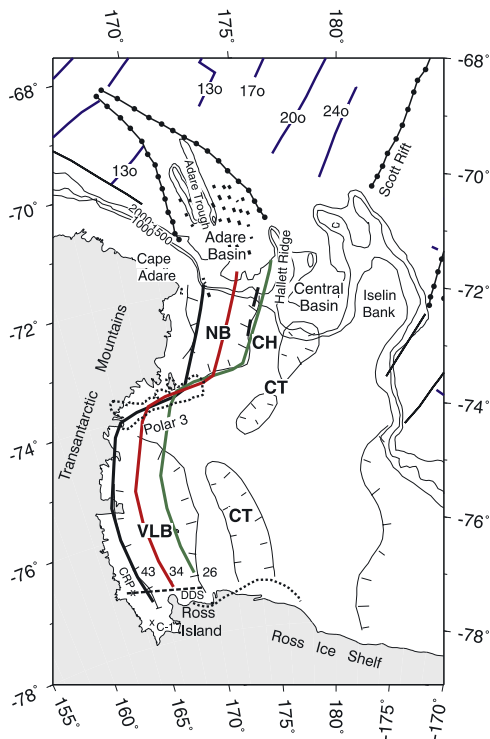 170°
175°
180°
-68°
-68°
13o
17o
20o
24o
Scott Rift
-69°
13o
Adare Trough
-70°
-70°
2000
1500
1000
Adare
Basin
Hallett Ridge
Cape
Adare
Central
Basin
Iselin
Bank
-72°
-72°
NB
CH
CT
Transantarctic Mountains
-74°
Polar 3
-74°
CT
VLB
-76°
-76°
CRP
43
34
26
DDS
Ross
Island
C-17
Ross Ice Shelf
-78°
-78°
155°
160°
165°
170°
175°
180°
-175°
-170°